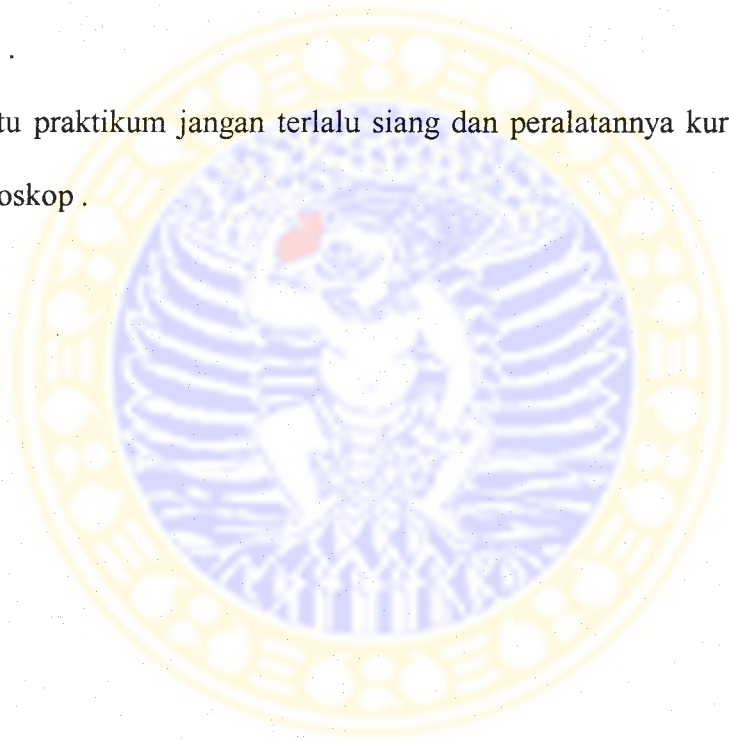 tu praktikum jangan terlalu siang dan peralatannya kur
oskop .